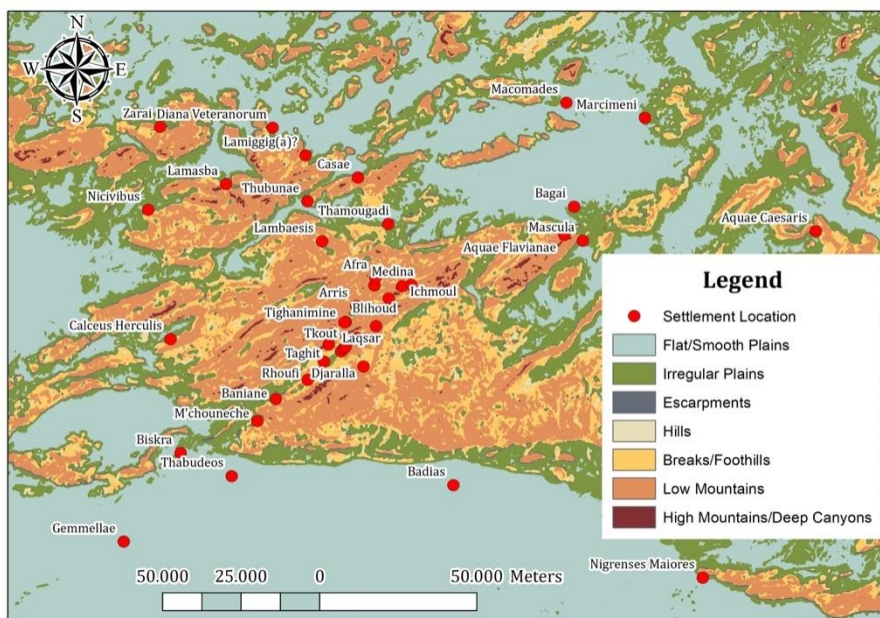 N
W E
S
Macomades
Marcimeni
Zarai Diana Veteranorum
Lamiggig(a)?
Casae
Lamasba
Thubunae
Nicivibus
Thamougadi
Bagai
Lambaesis
Mascula
Aquae Caesaris
Aquae Flavianae
Afra Medina
Arris
Ichmoul
Blihoud
Tighanimine
Calceus Herculis
Tkout Laqsar
Taghit
Rhoufi Djaralla
Baniane
M'chouneche
Biskra
Thabudeos
Badias
Gemmellae
Nigrenses Maiores
Legend
Settlement Location
Flat/Smooth Plains
Irregular Plains
Escarpments
Hills
Breaks/Foothills
Low Mountains
High Mountains/Deep Canyons
50.000 25.000 0 50.000 Meters